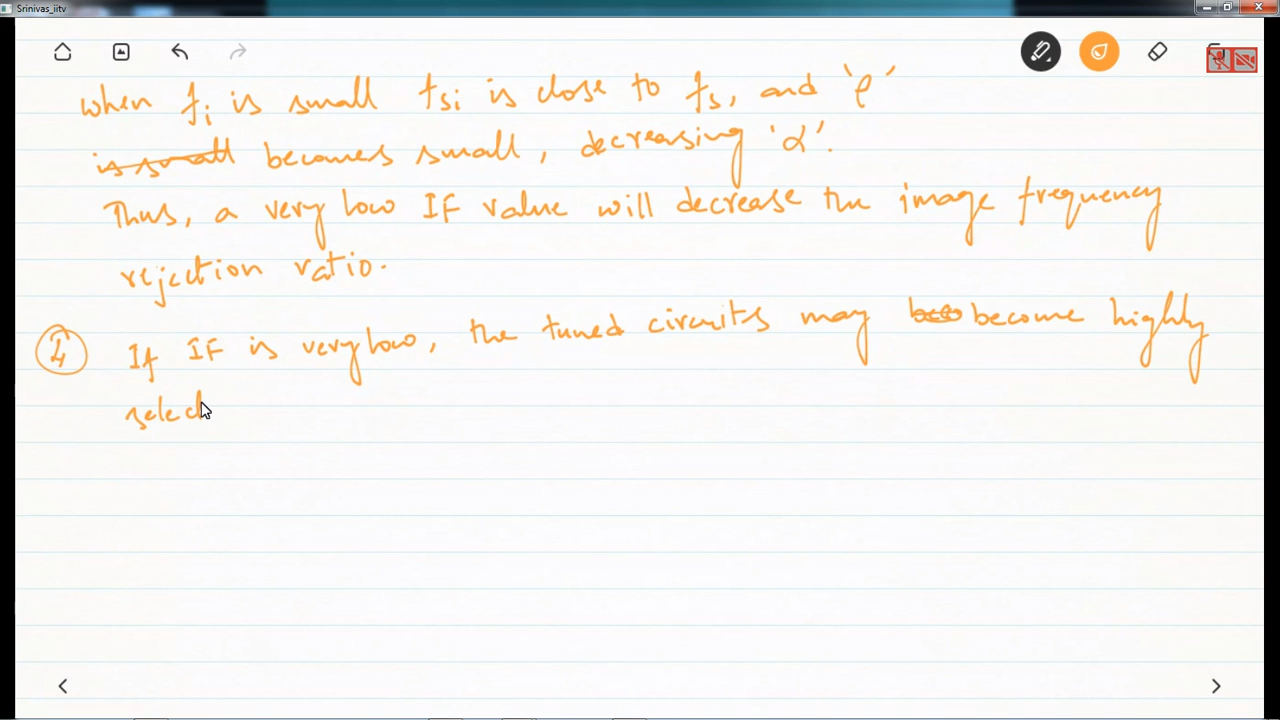 Srinivas_iitv
when fi is small fsi is close to fs, and 'ρ'
is small becomes small, decreasing 'α'.
Thus, a very low IF value will decrease the image frequency
rejection ratio.
4 If IF is very low, the tuned circuits may beco become highly
selec